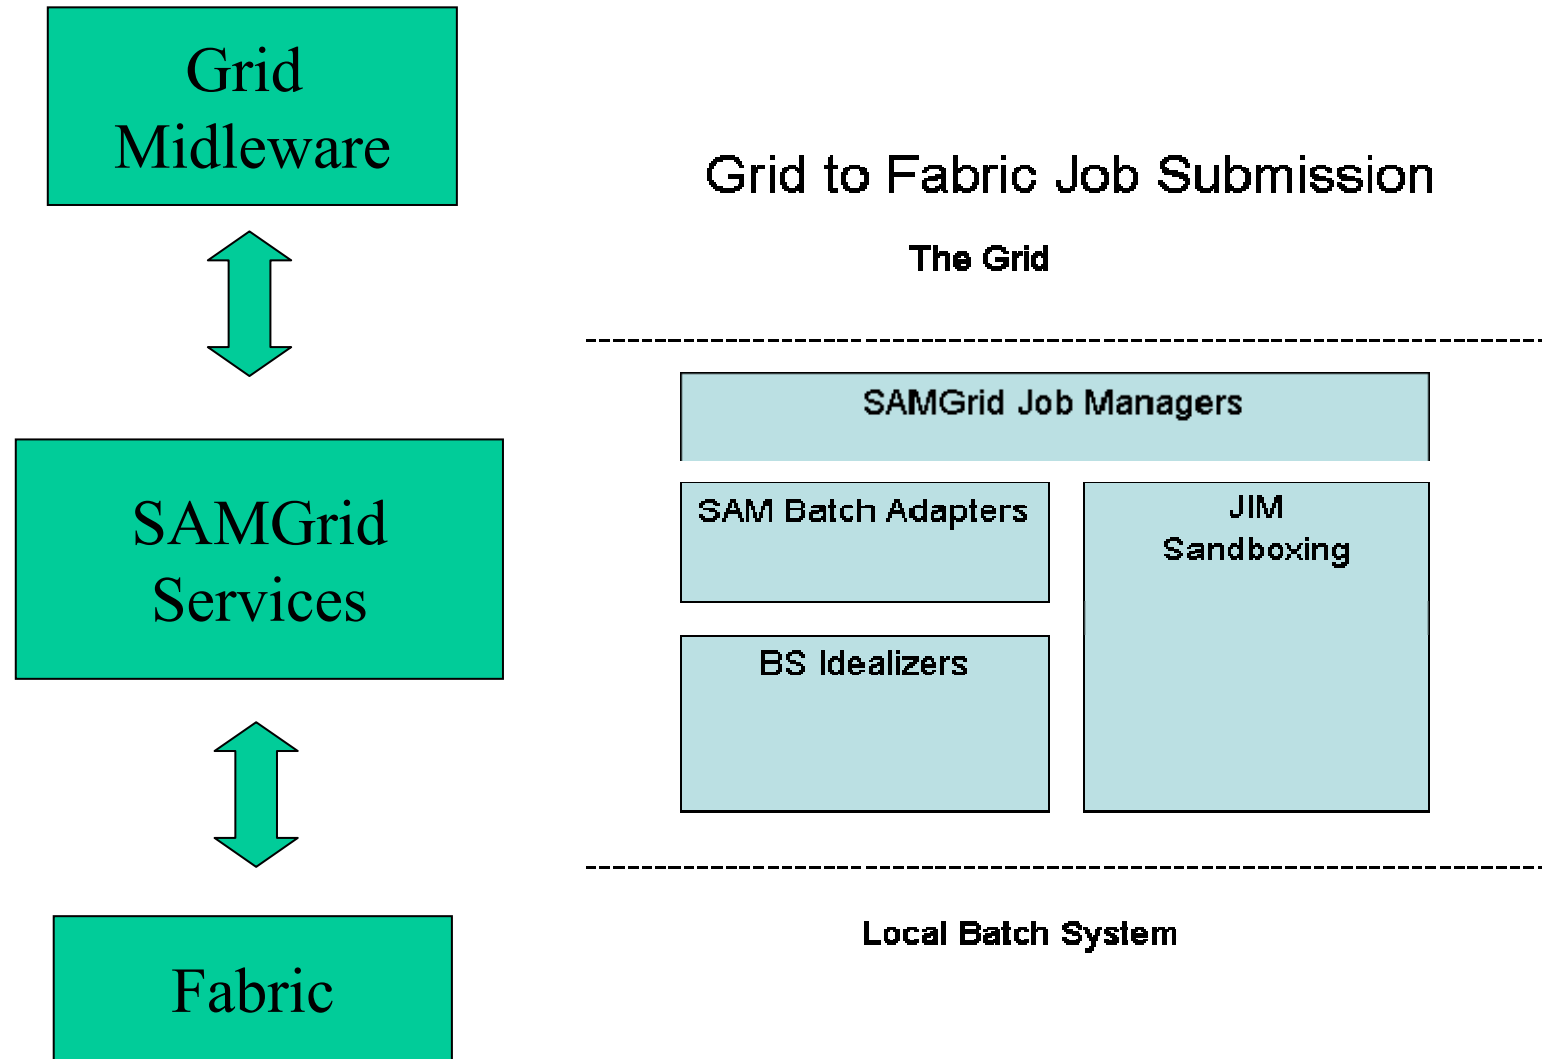 Grid
Midleware
Grid to Fabric Job Submission
The Grid
SAMGrid Job Managers
SAMGrid
Services
SAM Batch Adapters
JIM
Sandboxing
BS Idealizers
Local Batch System
Fabric